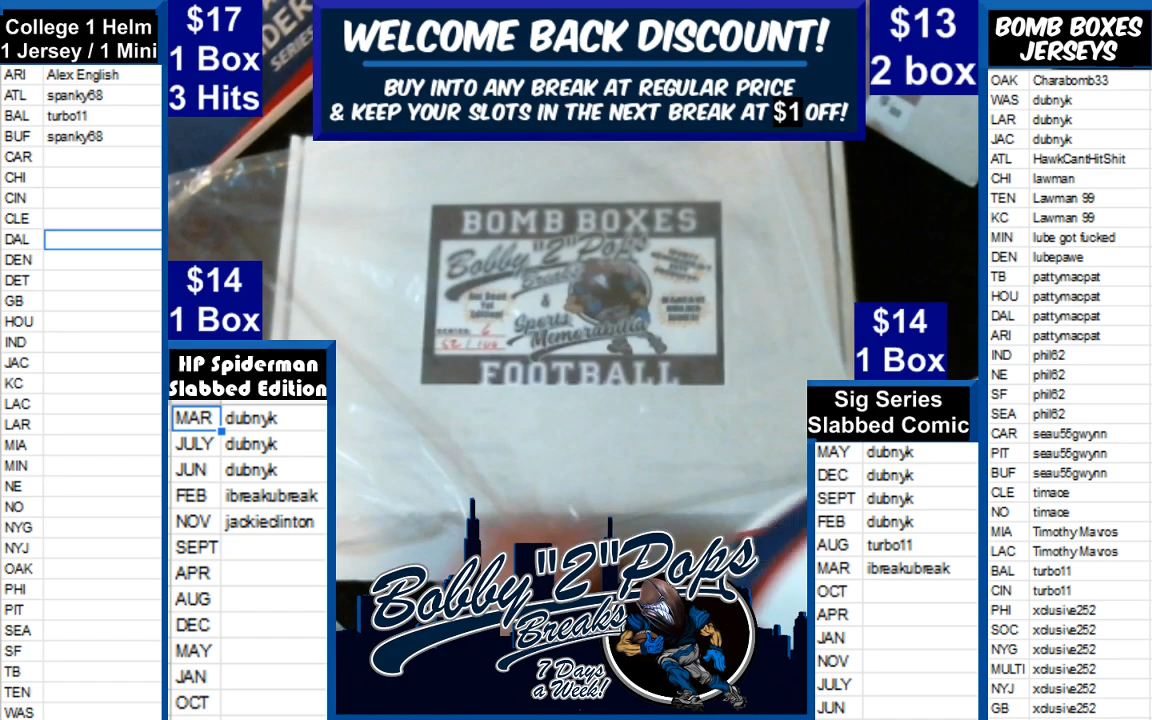 College 1 Helm
1 Jersey / 1 Mini
ARI Alex English
ATL spanky68
BAL turbo11
BUF spanky68
CAR
CHI
CIN
CLE
DAL
DEN
DET
GB
HOU
IND
JAC
KC
LAC
LAR
MIA
MIN
NE
NO
NYG
NYJ
OAK
PHI
PIT
SEA
SF
TB
TEN
WAS
$17
1 Box
3 Hits
$14
1 Box
HP Spiderman
Slabbed Edition
MAR dubnyk
JULY dubnyk
JUN dubnyk
FEB ibreakubreak
NOV jackieclinton
SEPT
APR
AUG
DEC
MAY
JAN
OCT
WELCOME BACK DISCOUNT!
BUY INTO ANY BREAK AT REGULAR PRICE
& KEEP YOUR SLOTS IN THE NEXT BREAK AT $1 OFF!
BOMB BOXES
Bobby "2" Pops
Breaks
&
Sports
Memorabilia
SERIES 6
FOOTBALL
Bobby "2" Pops
Breaks
7 Days
a Week!
$13
2 box
$14
1 Box
Sig Series
Slabbed Comic
MAY dubnyk
DEC dubnyk
SEPT dubnyk
FEB dubnyk
AUG turbo11
MAR ibreakubreak
OCT
APR
JAN
NOV
JULY
JUN
BOMB BOXES
JERSEYS
OAK Charabomb33
WAS dubnyk
LAR dubnyk
JAC dubnyk
ATL HawkCantHitShit
CHI lawman
TEN Lawman 99
KC Lawman 99
MIN lube got fucked
DEN lubepawe
TB pattymacpat
HOU pattymacpat
DAL pattymacpat
ARI pattymacpat
IND phil62
NE phil62
SF phil62
SEA phil62
CAR seau55gwynn
PIT seau55gwynn
BUF seau55gwynn
CLE timace
NO timace
MIA Timothy Mavros
LAC Timothy Mavros
BAL turbo11
CIN turbo11
PHI xclusive252
SOC xclusive252
NYG xclusive252
MULTI xclusive252
NYJ xclusive252
GB xclusive252